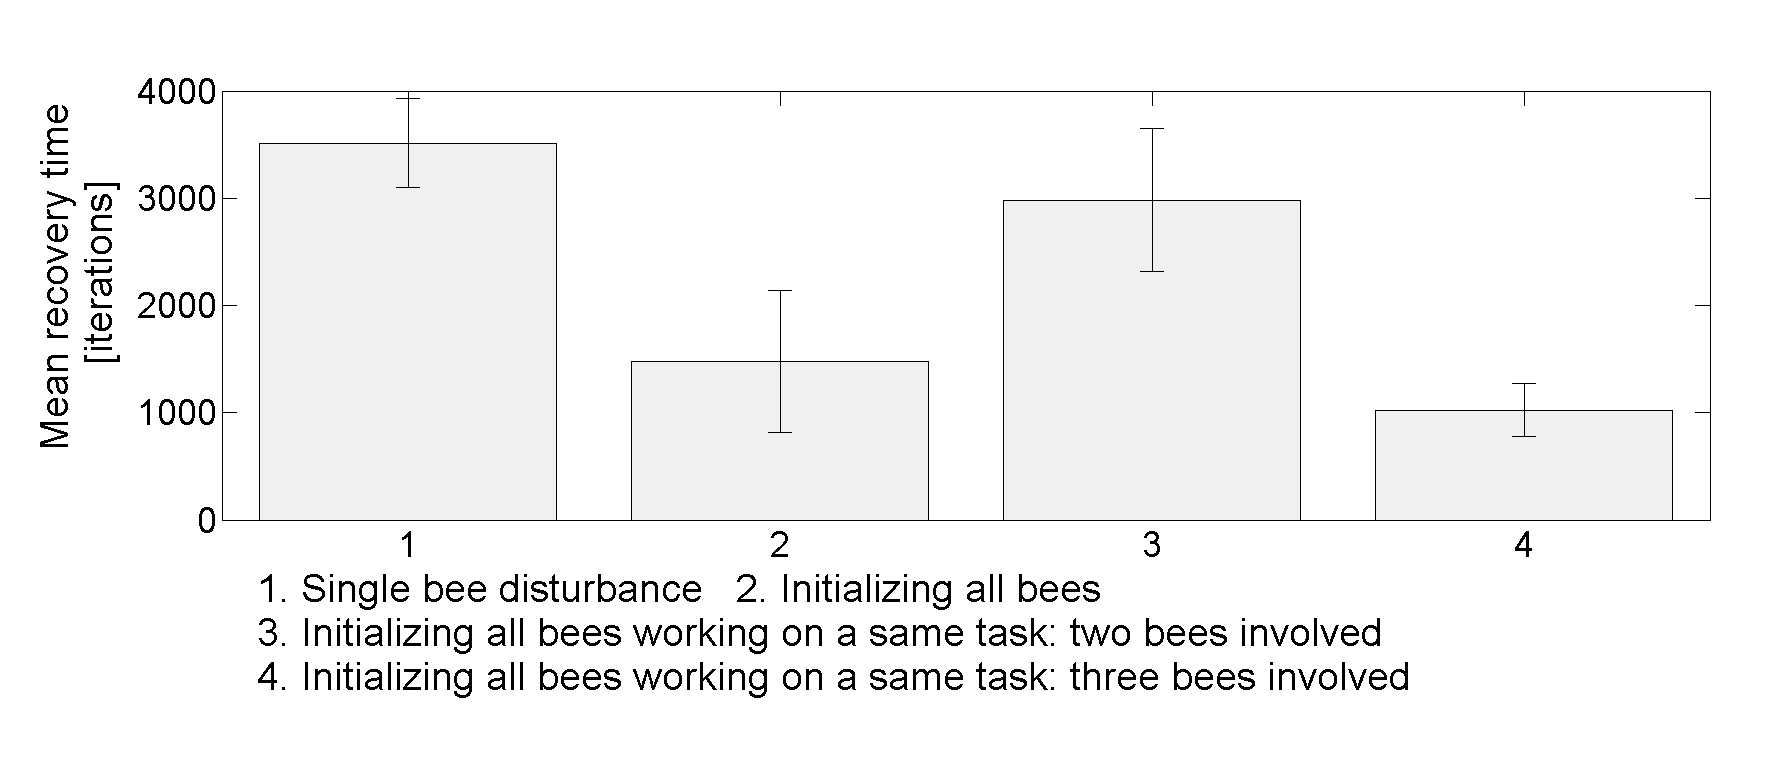 4000
3000
2000
1000
0
Mean recovery time
[iterations]
1 2 3 4
1. Single bee disturbance 2. Initializing all bees
3. Initializing all bees working on a same task: two bees involved
4. Initializing all bees working on a same task: three bees involved